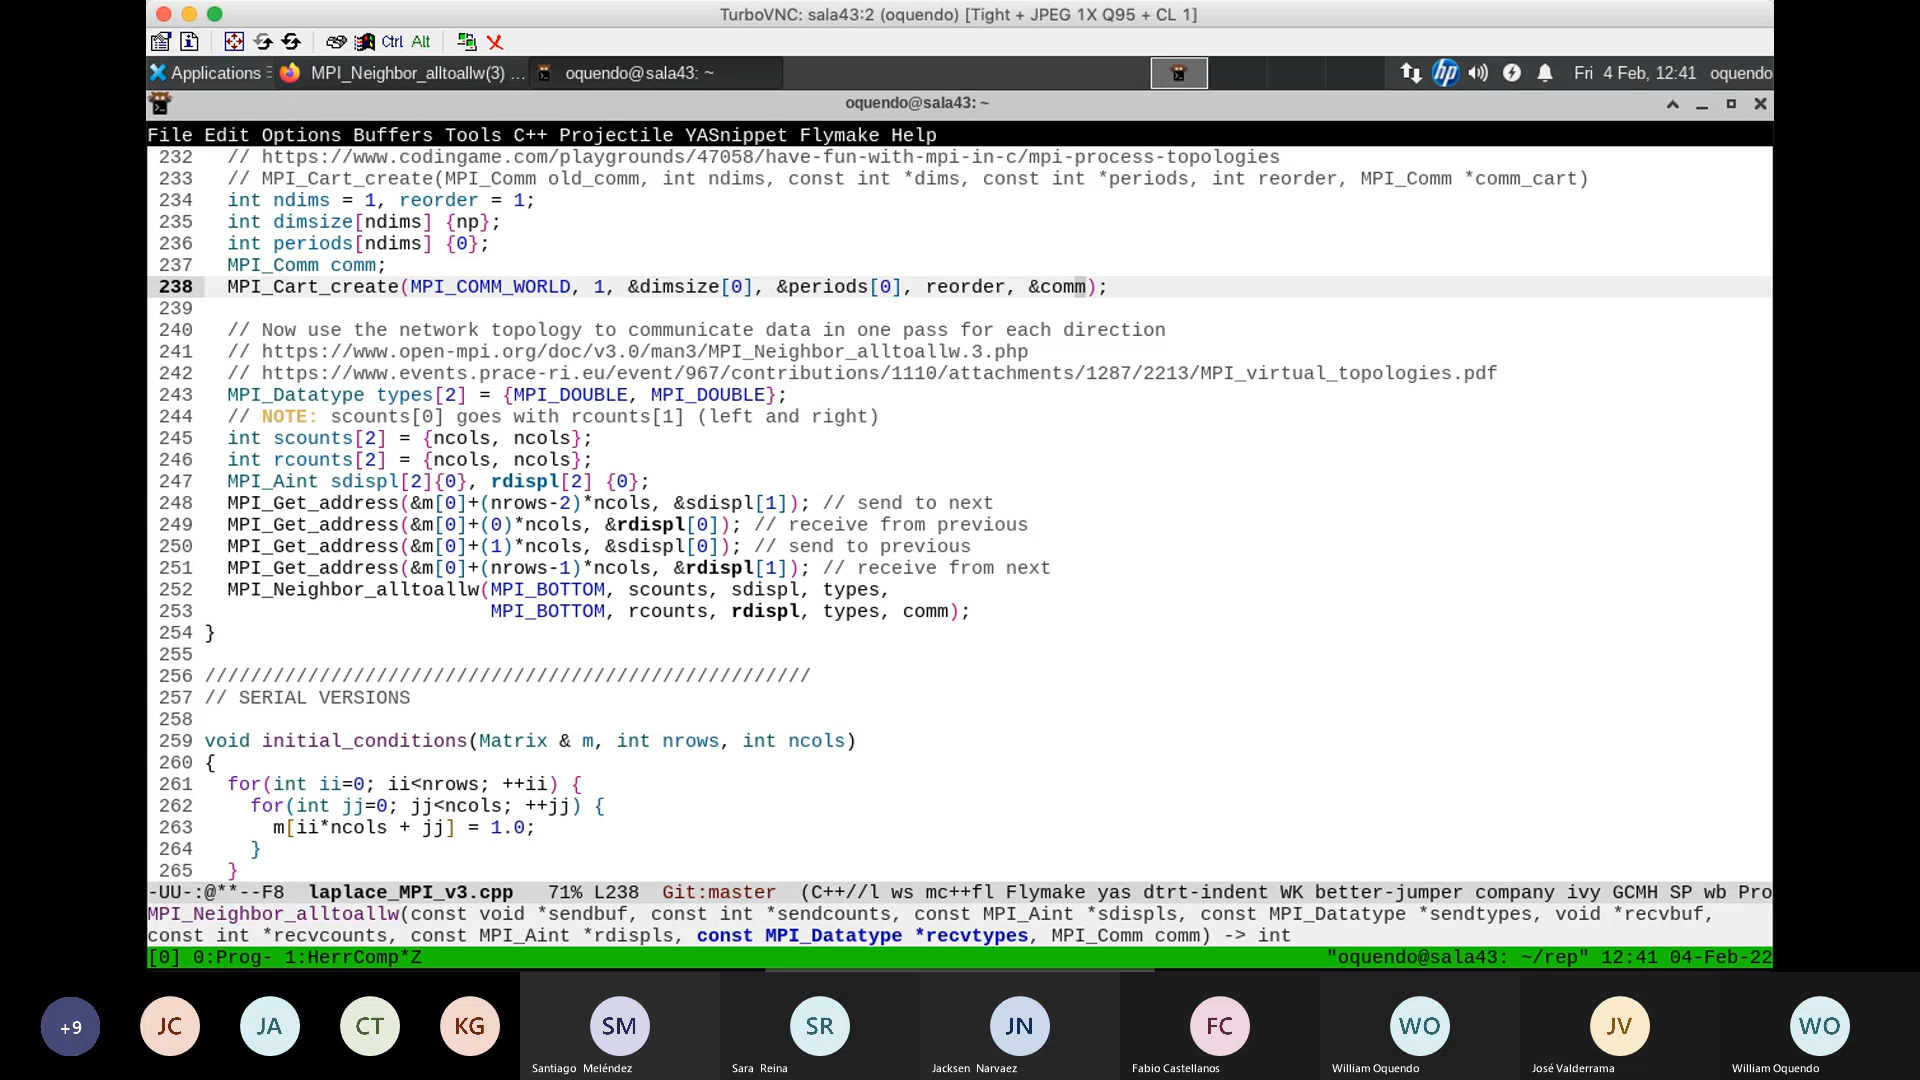 TurboVNC: sala43:2 (oquendo) [Tight + JPEG 1X Q95 + CL 1]
Ctrl Alt
Applications MPI_Neighbor_alltoallw(3) ... oquendo@sala43: ~ Fri 4 Feb, 12:41 oquendo
oquendo@sala43: ~
File Edit Options Buffers Tools C++ Projectile YASnippet Flymake Help
232 // https://www.codingame.com/playgrounds/47058/have-fun-with-mpi-in-c/mpi-process-topologies
233 // MPI_Cart_create(MPI_Comm old_comm, int ndims, const int *dims, const int *periods, int reorder, MPI_Comm *comm_cart)
234 int ndims = 1, reorder = 1;
235 int dimsize[ndims] {np};
236 int periods[ndims] {0};
237 MPI_Comm comm;
238 MPI_Cart_create(MPI_COMM_WORLD, 1, &dimsize[0], &periods[0], reorder, &comm);
239
240 // Now use the network topology to communicate data in one pass for each direction
241 // https://www.open-mpi.org/doc/v3.0/man3/MPI_Neighbor_alltoallw.3.php
242 // https://www.events.prace-ri.eu/event/967/contributions/1110/attachments/1287/2213/MPI_virtual_topologies.pdf
243 MPI_Datatype types[2] = {MPI_DOUBLE, MPI_DOUBLE};
244 // NOTE: scounts[0] goes with rcounts[1] (left and right)
245 int scounts[2] = {ncols, ncols};
246 int rcounts[2] = {ncols, ncols};
247 MPI_Aint sdispl[2]{0}, rdispl[2] {0};
248 MPI_Get_address(&m[0]+(nrows-2)*ncols, &sdispl[1]); // send to next
249 MPI_Get_address(&m[0]+(0)*ncols, &rdispl[0]); // receive from previous
250 MPI_Get_address(&m[0]+(1)*ncols, &sdispl[0]); // send to previous
251 MPI_Get_address(&m[0]+(nrows-1)*ncols, &rdispl[1]); // receive from next
252 MPI_Neighbor_alltoallw(MPI_BOTTOM, scounts, sdispl, types,
253 MPI_BOTTOM, rcounts, rdispl, types, comm);
254 }
255
256 /////////////////////////////////////////////////////
257 // SERIAL VERSIONS
258
259 void initial_conditions(Matrix & m, int nrows, int ncols)
260 {
261 for(int ii=0; ii<nrows; ++ii) {
262 for(int jj=0; jj<ncols; ++jj) {
263 m[ii*ncols + jj] = 1.0;
264 }
265 }
-UU-:@**--F8 laplace_MPI_v3.cpp 71% L238 Git:master (C++//l ws mc++fl Flymake yas dtrt-indent WK better-jumper company ivy GCMH SP wb Pro
MPI_Neighbor_alltoallw(const void *sendbuf, const int *sendcounts, const MPI_Aint *sdispls, const MPI_Datatype *sendtypes, void *recvbuf,
const int *recvcounts, const MPI_Aint *rdispls, const MPI_Datatype *recvtypes, MPI_Comm comm) -> int
[0] 0:Prog- 1:HerrComp*Z "oquendo@sala43: ~/rep" 12:41 04-Feb-22
+9 JC JA CT KG SM SR JN FC WO JV WO
Santiago Meléndez Sara Reina Jacksen Narvaez Fabio Castellanos William Oquendo José Valderrama William Oquendo